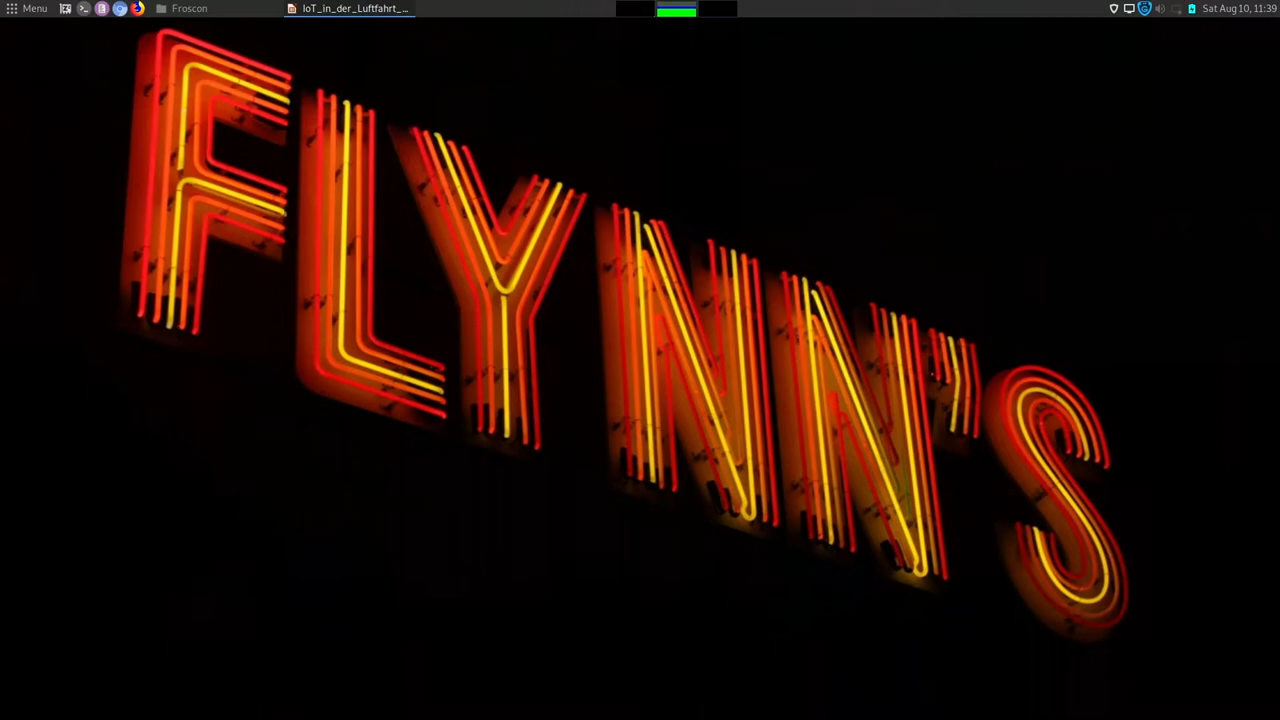 Menu
Froscon
IoT_in_der_Luftfahrt_...
Sat Aug 10, 11:39
FLYNN'S